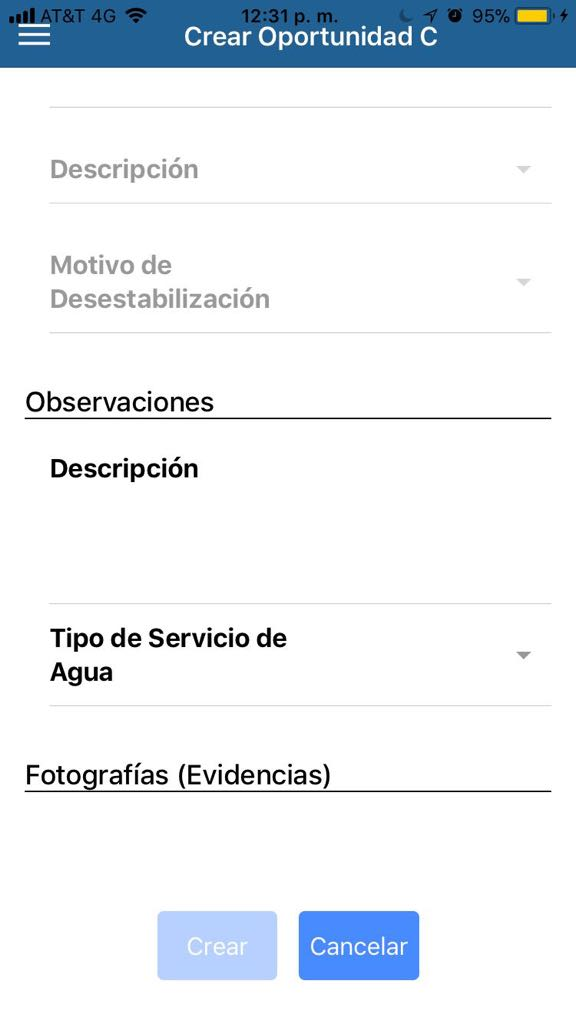 AT&T 4G 12:31 p. m. 95%
Crear Oportunidad C
Descripción
Motivo de
Desestabilización
Observaciones
Descripción
Tipo de Servicio de
Agua
Fotografías (Evidencias)
Crear Cancelar